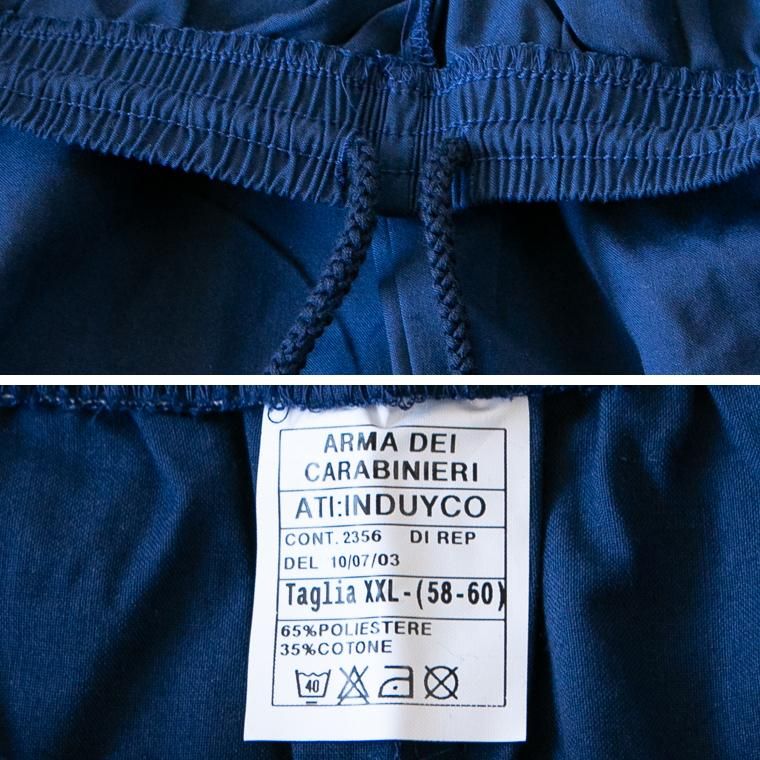 ARMA DEI
CARABINIERI
ATI:INDUYCO
CONT. 2356 DI REP
DEL 10/07/03
Taglia XXL-(58-60)
65%POLIESTERE
35%COTONE
40